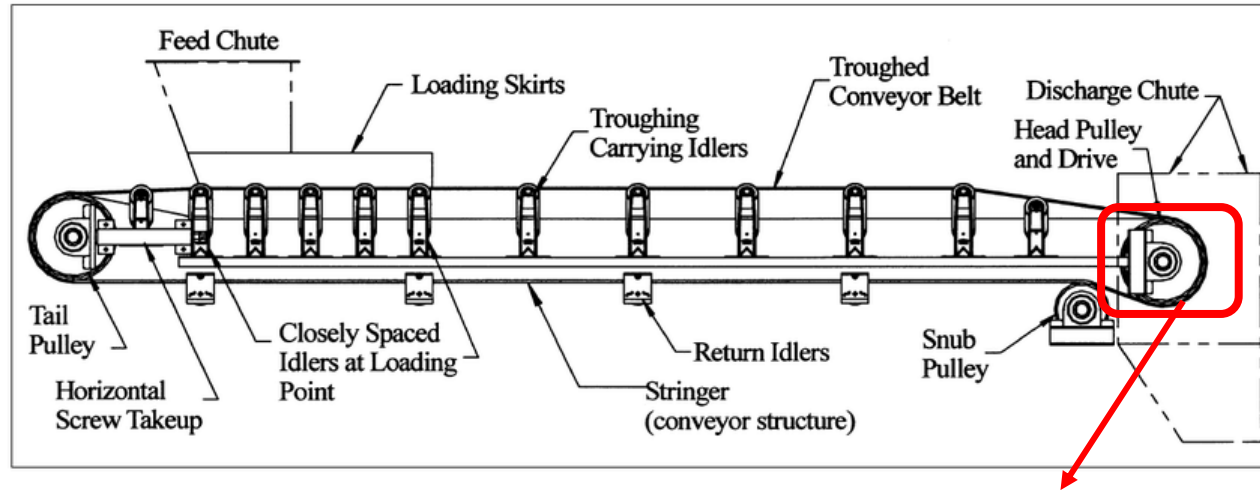 Feed Chute
Loading Skirts
Troughing
Carrying Idlers
Troughed
Conveyor Belt
Discharge Chute
Head Pulley
and Drive
Tail
Pulley
Horizontal
Screw Takeup
Closely Spaced
Idlers at Loading
Point
Return Idlers
Stringer
(conveyor structure)
Snub
Pulley